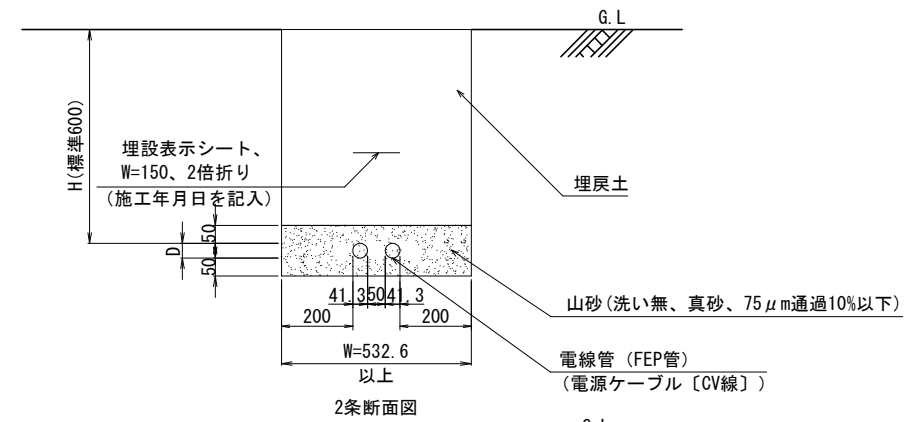 G.L
H(標準600)
埋設表示シート、
W=150、2倍折り
(施工年月日を記入)
埋戻土
50
D
50
41.3
50
41.3
200
200
山砂(洗い無、真砂、75μm通過10%以下)
W=532.6
以上
電線管 (FEP管)
(電源ケーブル〔CV線〕)
2条断面図